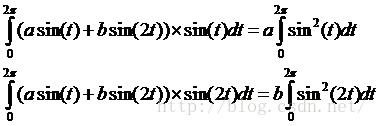 ∫₀²π (a sin(t) + b sin(2t)) × sin(t)dt = a ∫₀²π sin²(t)dt
∫₀²π (a sin(t) + b sin(2t)) × sin(2t)dt = b ∫₀²π sin²(2t)dt
http://blog.csdn.net/